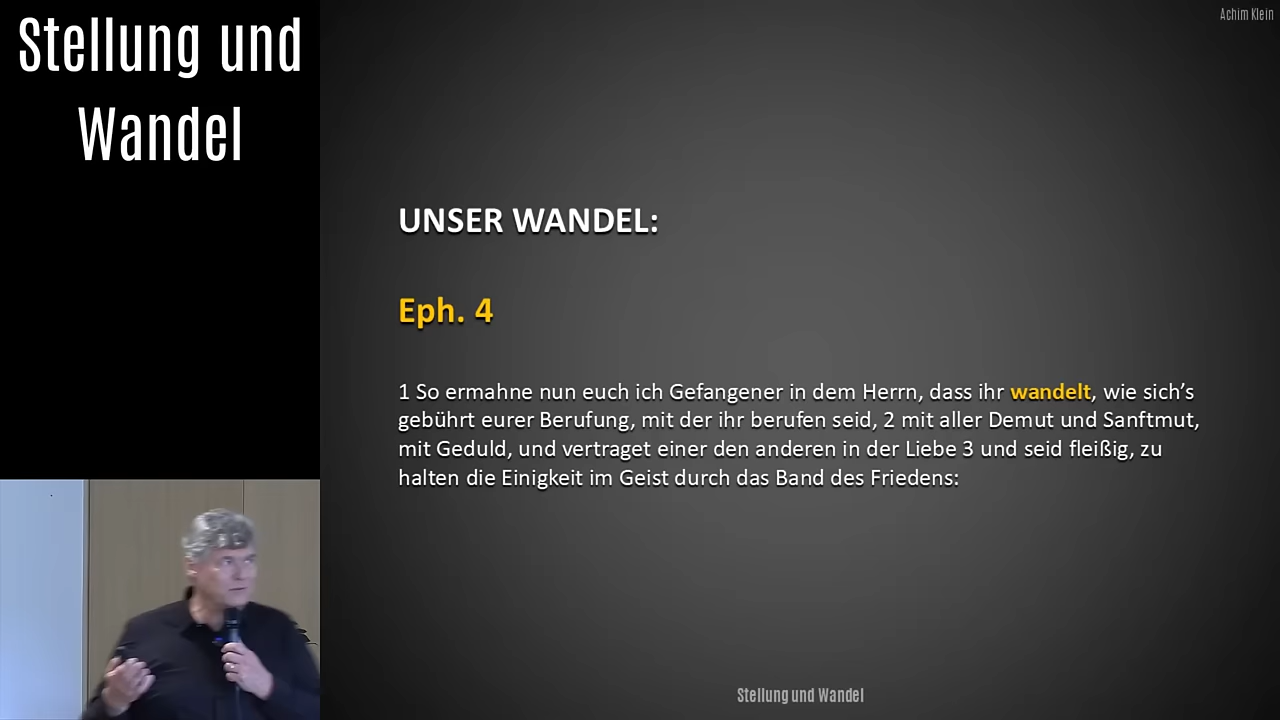 Stellung und
Wandel
Achim Klein
UNSER WANDEL:
Eph. 4
1 So ermahne nun euch ich Gefangener in dem Herrn, dass ihr wandelt, wie sich’s
gebührt eurer Berufung, mit der ihr berufen seid, 2 mit aller Demut und Sanftmut,
mit Geduld, und vertraget einer den anderen in der Liebe 3 und seid fleißig, zu
halten die Einigkeit im Geist durch das Band des Friedens:
Stellung und Wandel